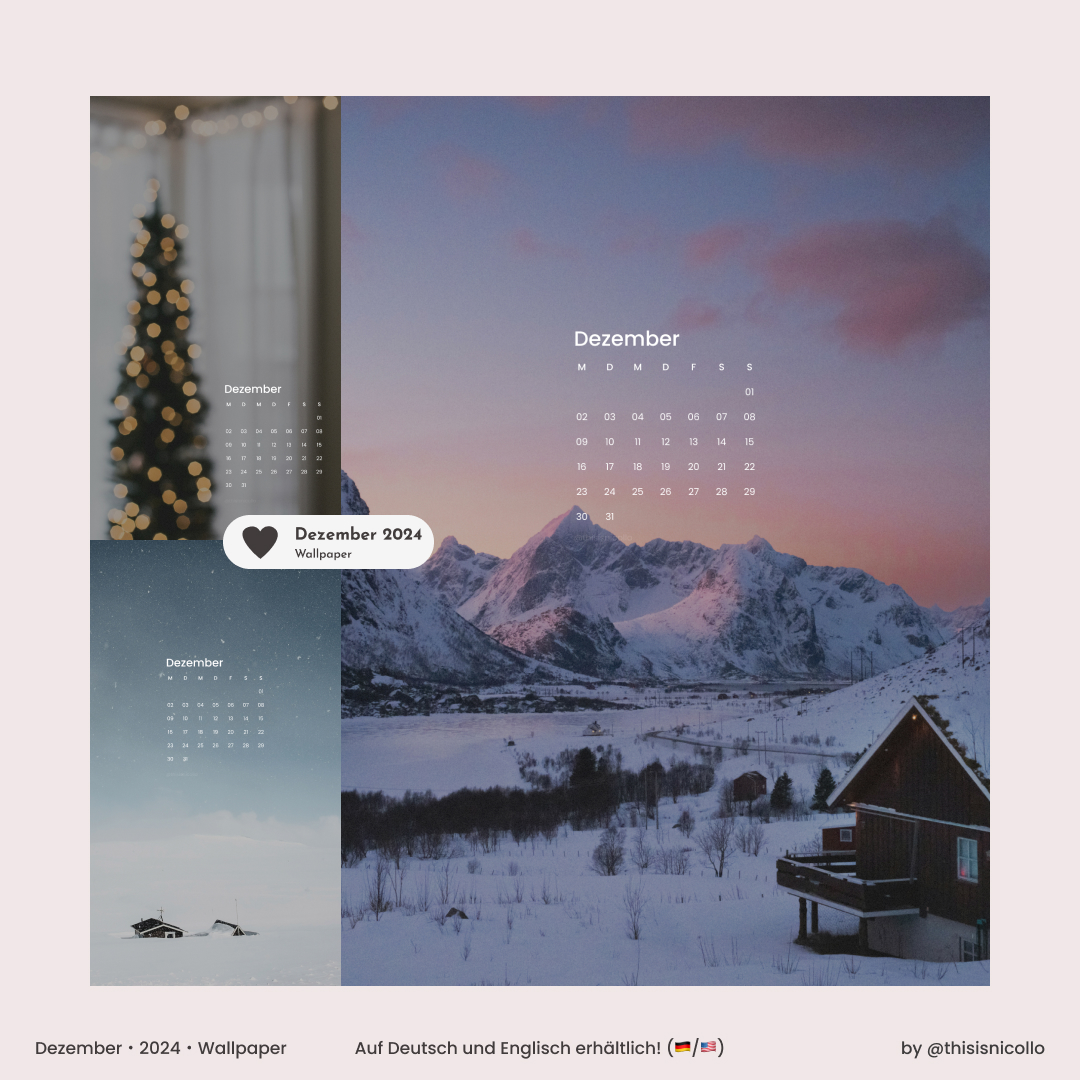 Dezember
M D M D F S S
01
02 03 04 05 06 07 08
09 10 11 12 13 14 15
16 17 18 19 20 21 22
23 24 25 26 27 28 29
30 31
Dezember
M D M D F S S
01
02 03 04 05 06 07 08
09 10 11 12 13 14 15
16 17 18 19 20 21 22
23 24 25 26 27 28 29
30 31
Dezember 2024
Wallpaper
Dezember
M D M D F S S
01
02 03 04 05 06 07 08
09 10 11 12 13 14 15
16 17 18 19 20 21 22
23 24 25 26 27 28 29
30 31
Dezember • 2024 • Wallpaper
Auf Deutsch und Englisch erhältlich! (🇩🇪/🇺🇸)
by @thisisnicollo